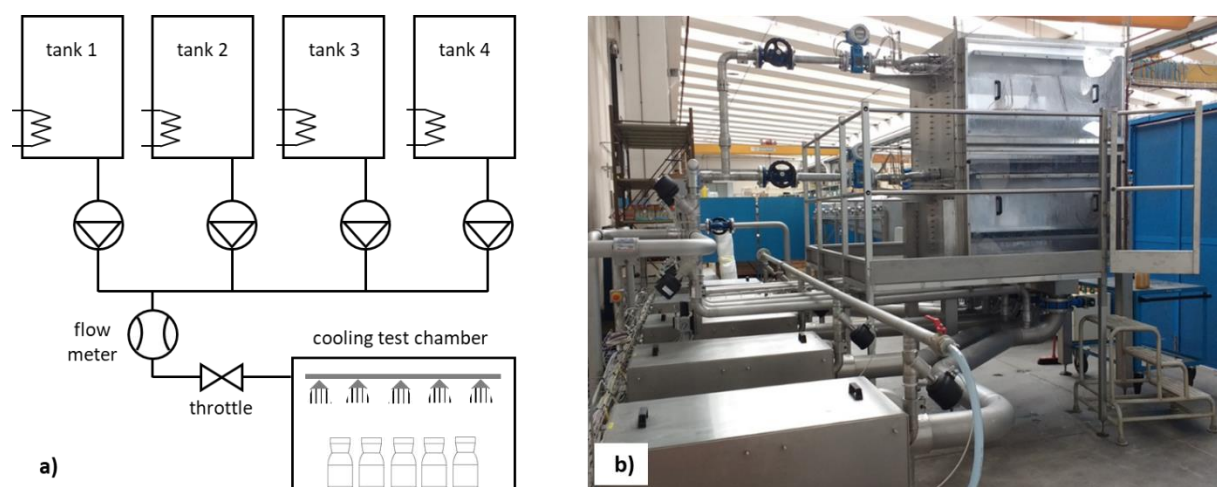 tank 1
tank 2
tank 3
tank 4
flow
meter
cooling test chamber
throttle
a)
b)